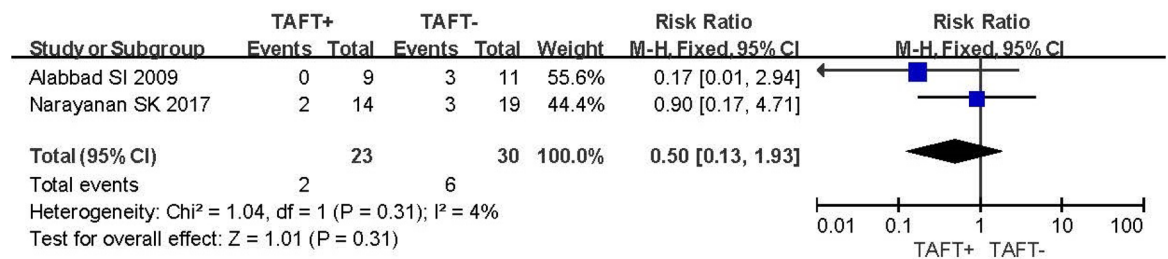 TAFT+ TAFT- Risk Ratio Risk Ratio
Study or Subgroup Events Total Events Total Weight M-H, Fixed, 95% CI M-H, Fixed, 95% CI
Alabbad SI 2009 0 9 3 11 55.6% 0.17 [0.01, 2.94]
Narayanan SK 2017 2 14 3 19 44.4% 0.90 [0.17, 4.71]
Total (95% CI) 23 30 100.0% 0.50 [0.13, 1.93]
Total events 2 6
Heterogeneity: Chi² = 1.04, df = 1 (P = 0.31); I² = 4%
Test for overall effect: Z = 1.01 (P = 0.31)
0.01 0.1 1 10 100
TAFT+ TAFT-